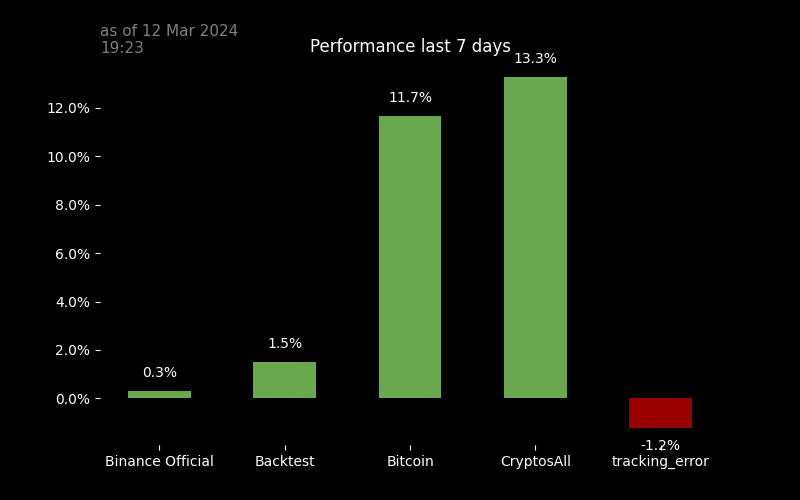 as of 12 Mar 2024
19:23
Performance last 7 days
13.3%
11.7%
12.0%
10.0%
8.0%
6.0%
4.0%
2.0%
1.5%
0.3%
0.0%
-1.2%
Binance Official
Backtest
Bitcoin
CryptosAll
tracking_error